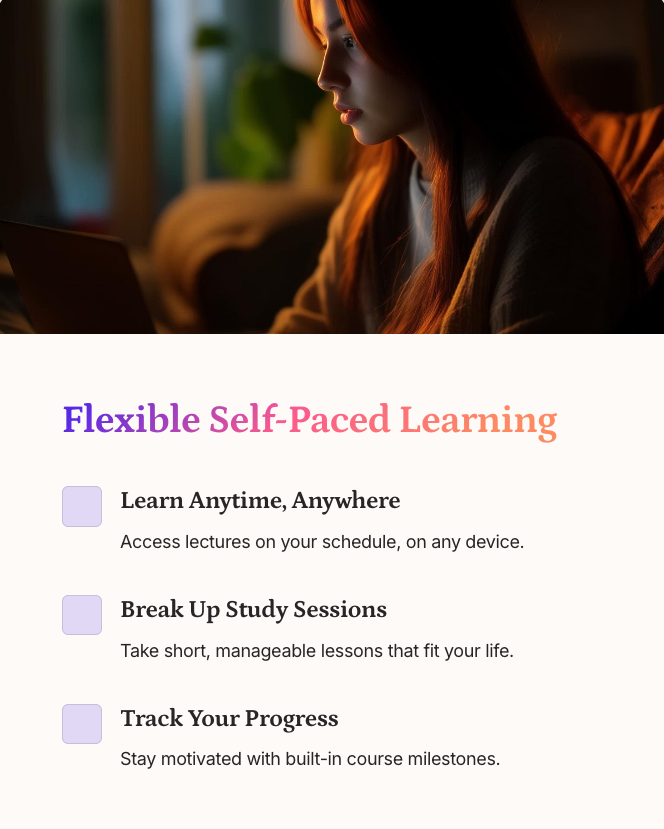 Flexible Self-Paced Learning
Learn Anytime, Anywhere
Access lectures on your schedule, on any device.
Break Up Study Sessions
Take short, manageable lessons that fit your life.
Track Your Progress
Stay motivated with built-in course milestones.